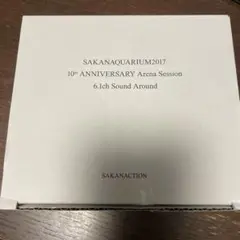 SAKANAQUARIUM2017
10th ANNIVERSARY Arena Session
6.1ch Sound Around
SAKANACTION